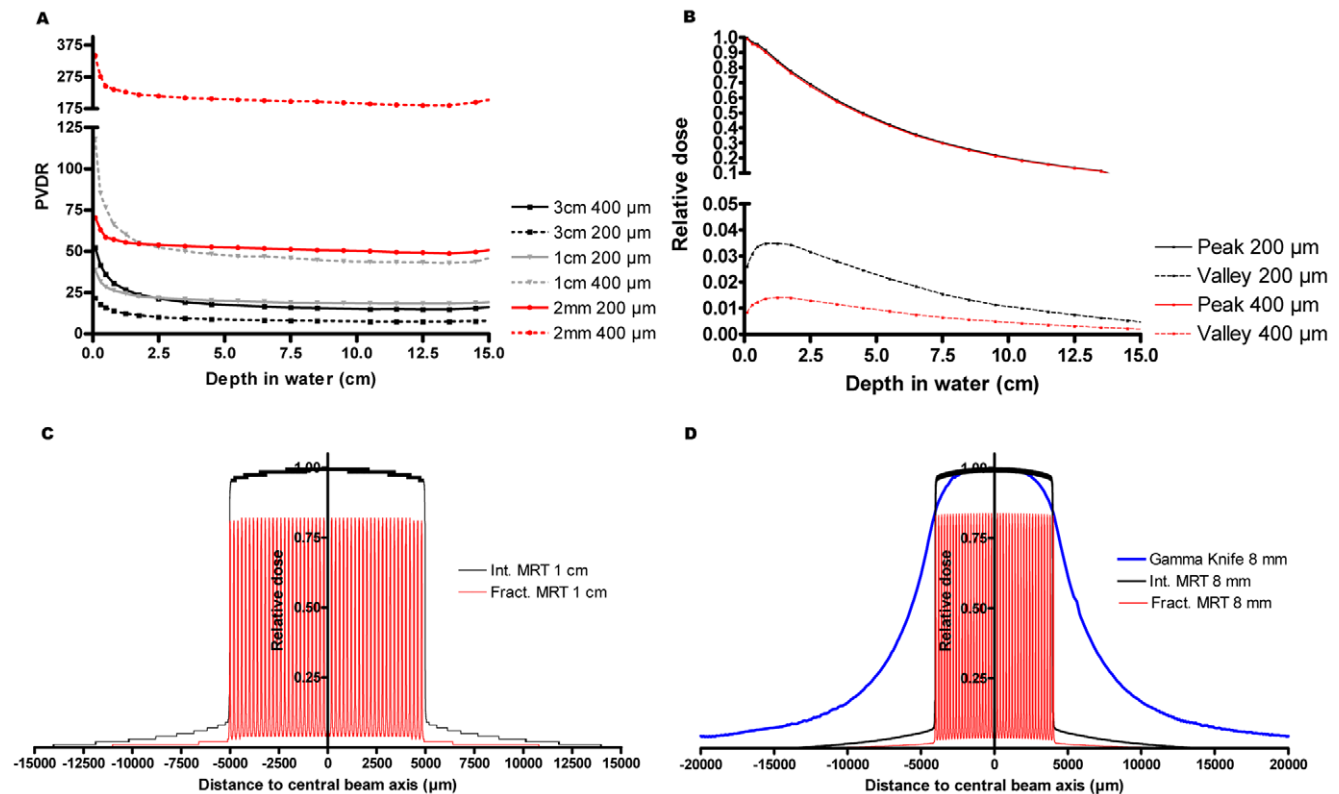 A
375
275
175
125
100
75
50
25
0
PVDR
0.0 2.5 5.0 7.5 10.0 12.5 15.0
Depth in water (cm)
3cm 400 µm
3cm 200 µm
1cm 200 µm
1cm 400 µm
2mm 200 µm
2mm 400 µm
B
1.0
0.9
0.8
0.7
0.6
0.5
0.4
0.3
0.2
0.1
0.05
0.04
0.03
0.02
0.01
0.00
Relative dose
0.0 2.5 5.0 7.5 10.0 12.5 15.0
Depth in water (cm)
Peak 200 µm
Valley 200 µm
Peak 400 µm
Valley 400 µm
C
1.00
0.75
0.50
0.25
Relative dose
-15000 -12500 -10000 -7500 -5000 -2500 0 2500 5000 7500 10000 12500 15000
Distance to central beam axis (µm)
Int. MRT 1 cm
Fract. MRT 1 cm
D
1.00
0.75
0.50
0.25
Relative dose
-20000 -15000 -10000 -5000 0 5000 10000 15000 20000
Distance to central beam axis (µm)
Gamma Knife 8 mm
Int. MRT 8 mm
Fract. MRT 8 mm